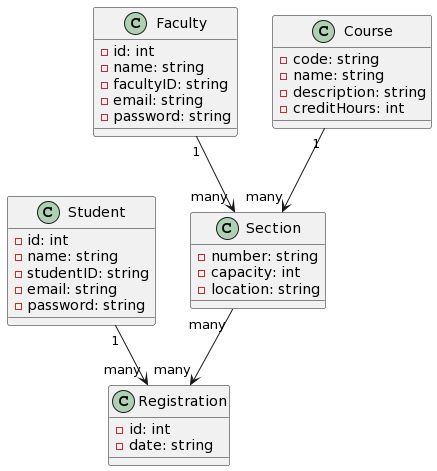 C Faculty
id: int
name: string
facultyID: string
email: string
password: string
C Course
code: string
name: string
description: string
creditHours: int
1
many
1
many
C Student
id: int
name: string
studentID: string
email: string
password: string
C Section
number: string
capacity: int
location: string
1
many
many
many
C Registration
id: int
date: string